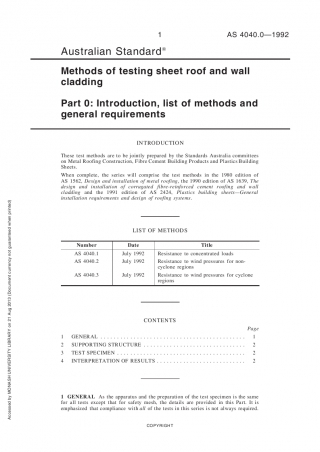 1
AS 4040.0—1992
Australian Standard®
Methods of testing sheet roof and wall
cladding
Part 0: Introduction, list of methods and
general requirements
INTRODUCTION
These test methods are to be jointly prepared by the Standards Australia committees
on Metal Roofing Construction, Fibre Cement Building Products and Plastics Building
Sheets.
When complete, the series will comprise the test methods in the 1980 edition of
AS 1562, Design and installation of metal roofing, the 1990 edition of AS 1639, The
design and installation of corrugated fibre-reinforced cement roofing and wall
cladding and the 1991 edition of AS 2424, Plastics building sheets—General
installation requirements and design of roofing systems.
LIST OF METHODS
Number Date Title
AS 4040.1 July 1992 Resistance to concentrated loads
AS 4040.2 July 1992 Resistance to wind pressures for non-
cyclone regions
AS 4040.3 July 1992 Resistance to wind pressures for cyclone
regions
CONTENTS
Page
1 GENERAL . . . . . . . . . . . . . . . . . . . . . . . . . . . . . . . . . . . . . . . . . . . 1
2 SUPPORTING STRUCTURE . . . . . . . . . . . . . . . . . . . . . . . . . . . . . . 2
3 TEST SPECIMEN . . . . . . . . . . . . . . . . . . . . . . . . . . . . . . . . . . . . . . 2
4 INTERPRETATION OF RESULTS . . . . . . . . . . . . . . . . . . . . . . . . . . 2
1 GENERAL As the apparatus and the preparation of the test specimen is the same
for all tests except that for safety mesh, the details are provided in this Part. It is
emphasized that compliance with all of the tests in this series is not always required.
COPYRIGHT
Accessed by MONASH UNIVERSITY LIBRARY on 21 Aug 2013 (Document currency not guaranteed when printed)